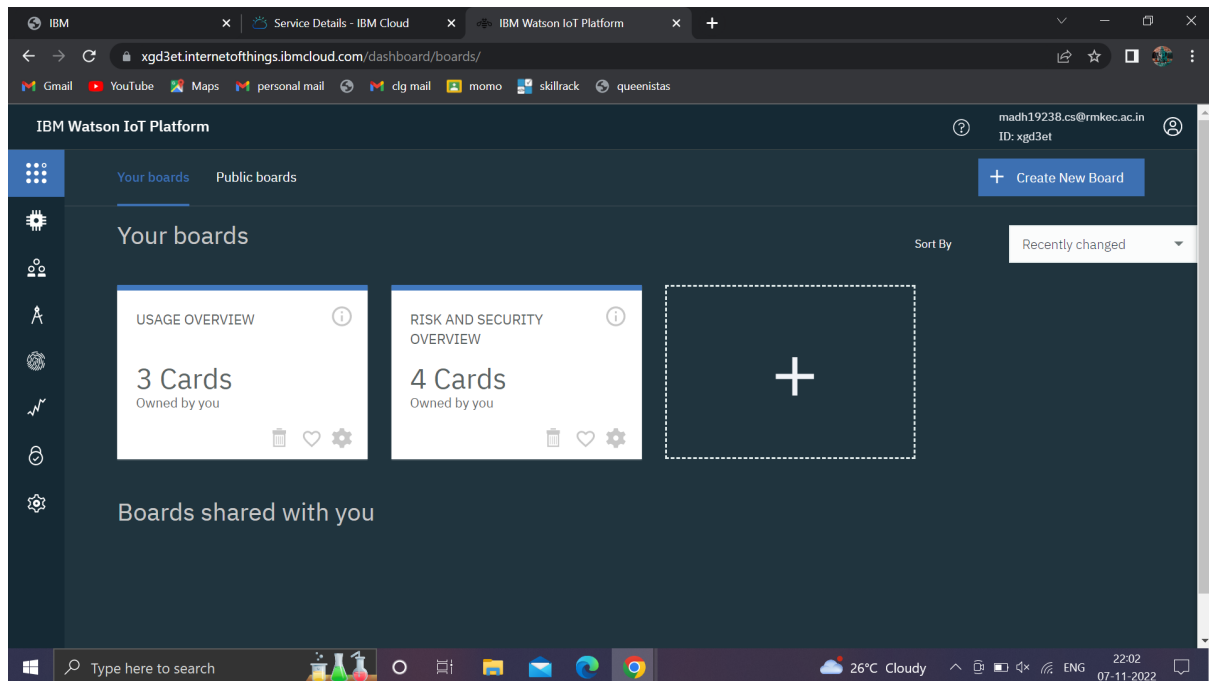 IBM
Service Details - IBM Cloud
IBM Watson IoT Platform
xgd3et.internetofthings.ibmcloud.com/dashboard/boards/
Gmail YouTube Maps personal mail clg mail momo skillrack queenistas
IBM Watson IoT Platform
madh19238.cs@rmkec.ac.in
ID: xgd3et
Your boards Public boards
+ Create New Board
Your boards
Sort By Recently changed
USAGE OVERVIEW
3 Cards
Owned by you
RISK AND SECURITY
OVERVIEW
4 Cards
Owned by you
Boards shared with you
Type here to search
26°C Cloudy
ENG
22:02
07-11-2022